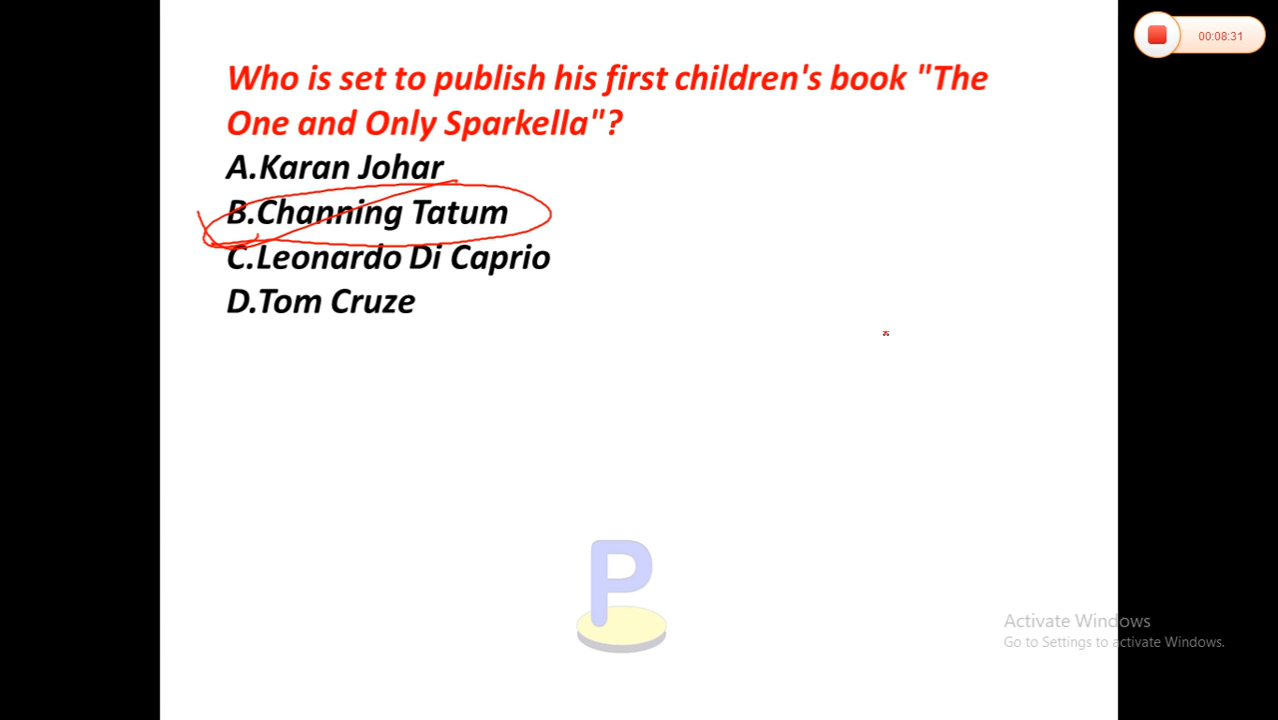 00:08:31
Who is set to publish his first children's book "The
One and Only Sparkella"?
A.Karan Johar
B.Channing Tatum
C.Leonardo Di Caprio
D.Tom Cruze
P
Activate Windows
Go to Settings to activate Windows.